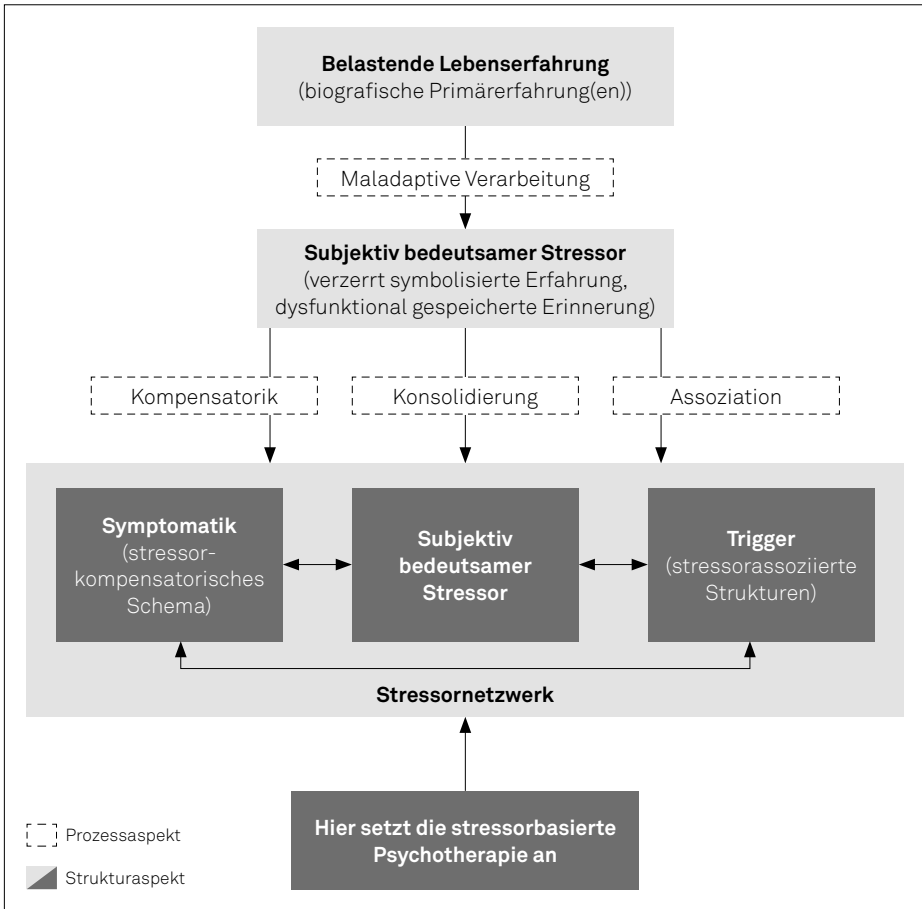 Belastende Lebenserfahrung
(biografische Primärerfahrung(en))
Maladaptive Verarbeitung
Subjektiv bedeutsamer Stressor
(verzerrt symbolisierte Erfahrung,
dysfunktional gespeicherte Erinnerung)
Kompensatorik
Konsolidierung
Assoziation
Symptomatik
(stressor-
kompensatorisches
Schema)
Subjektiv
bedeutsamer
Stressor
Trigger
(stressorassoziierte
Strukturen)
Stressornetzwerk
Hier setzt die stressorbasierte
Psychotherapie an
Prozessaspekt
Strukturaspekt